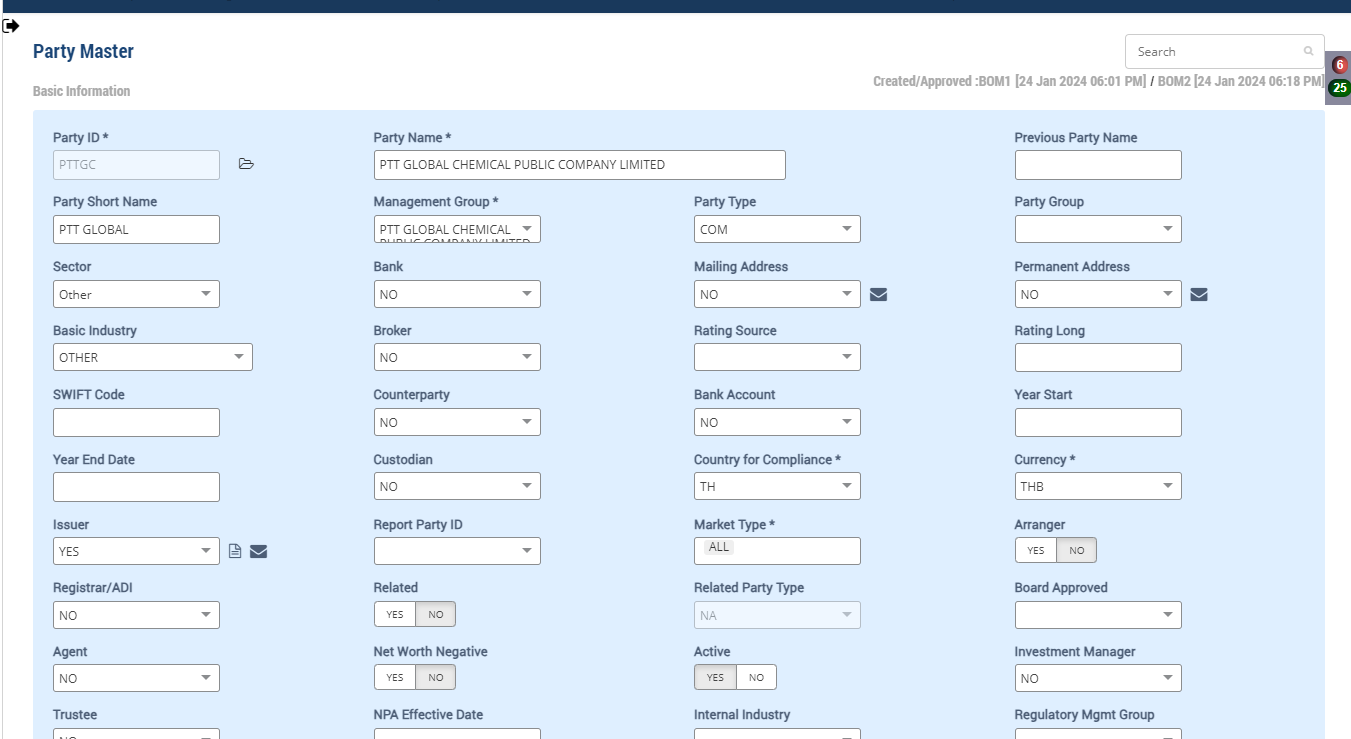 Party Master
Search
6
Created/Approved :BOM1 [24 Jan 2024 06:01 PM] / BOM2 [24 Jan 2024 06:18 PM]
25
Basic Information
Party ID * Party Name * Previous Party Name
PTTGC PTT GLOBAL CHEMICAL PUBLIC COMPANY LIMITED
Party Short Name Management Group * Party Type Party Group
PTT GLOBAL PTT GLOBAL CHEMICAL COM
PUBLIC COMPANY LIMITED
Sector Bank Mailing Address Permanent Address
Other NO NO NO
Basic Industry Broker Rating Source Rating Long
OTHER NO
SWIFT Code Counterparty Bank Account Year Start
NO NO
Year End Date Custodian Country for Compliance * Currency *
NO TH THB
Issuer Report Party ID Market Type * Arranger
YES ALL YES NO
Registrar/ADI Related Related Party Type Board Approved
NO YES NO NA
Agent Net Worth Negative Active Investment Manager
NO YES NO YES NO NO
Trustee NPA Effective Date Internal Industry Regulatory Mgmt Group